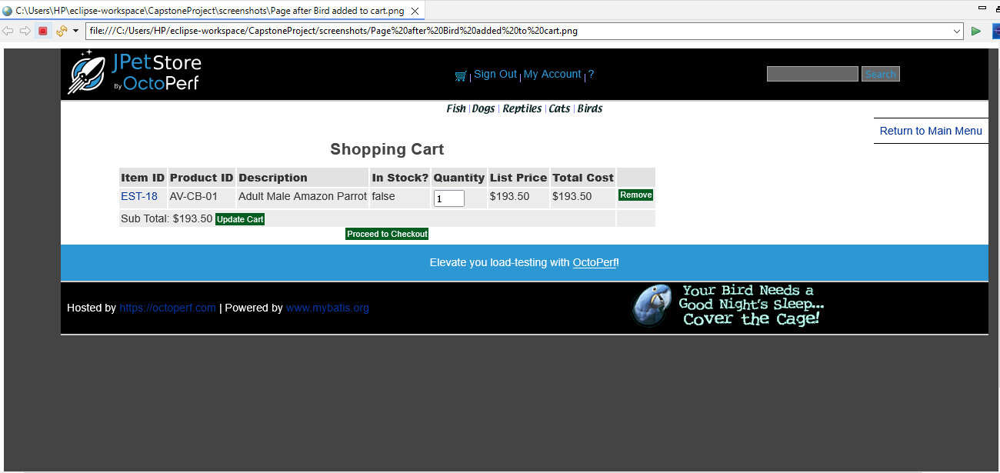 C:\Users\HP\eclipse-workspace\CapstoneProject\screenshots\Page after Bird added to cart.png
file:///C:/Users/HP/eclipse-workspace/CapstoneProject/screenshots/Page%20after%20Bird%20added%20to%20cart.png
JPetStore
By OctoPerf
| Sign Out | My Account | ?
Search
Fish | Dogs | Reptiles | Cats | Birds
Return to Main Menu
Shopping Cart
Item ID Product ID Description In Stock? Quantity List Price Total Cost
EST-18 AV-CB-01 Adult Male Amazon Parrot false 1 $193.50 $193.50 Remove
Sub Total: $193.50 Update Cart
Proceed to Checkout
Elevate you load-testing with OctoPerf!
Hosted by https://octoperf.com | Powered by www.mybatis.org
Your Bird Needs a
Good Night's Sleep...
Cover the Cage!